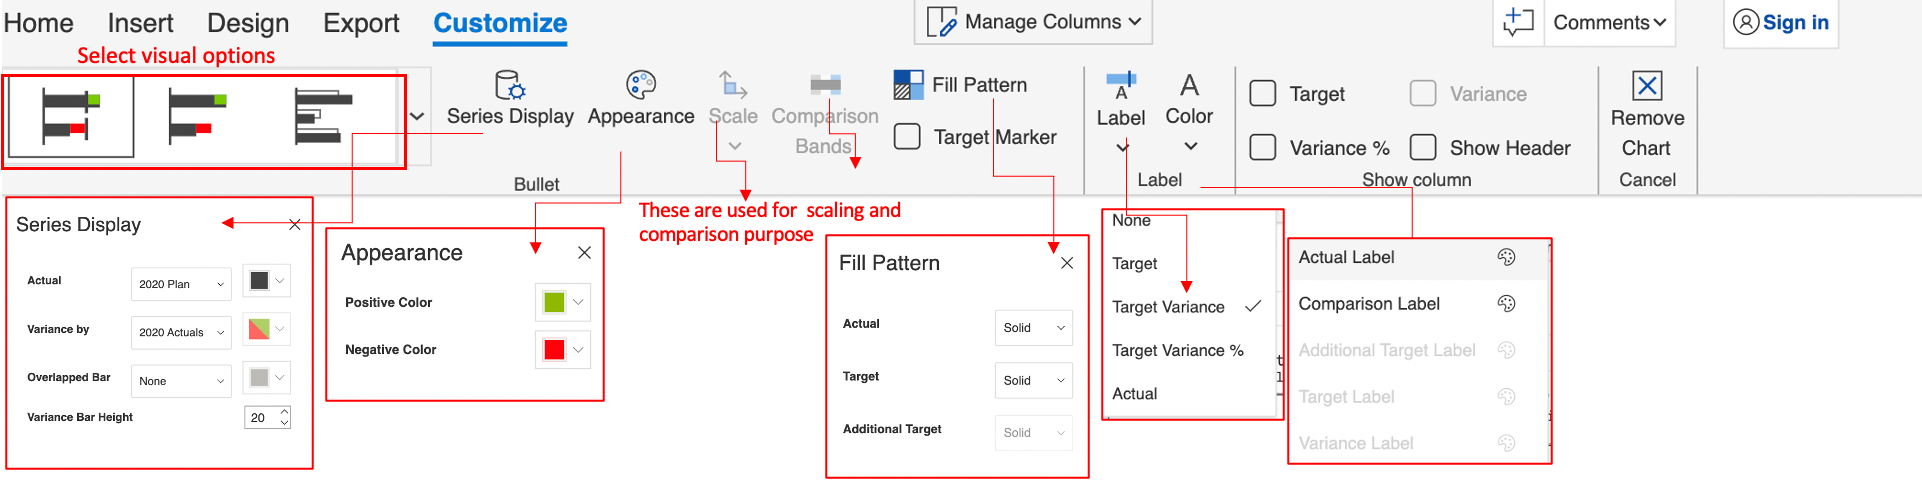 Home Insert Design Export Customize Manage Columns Comments Sign in
Select visual options
Series Display Appearance Scale Comparison Bands Fill Pattern
Target Marker
Label Color
Target Variance
Variance % Show Header
Remove Chart
Bullet Label Show column Cancel
These are used for scaling and
comparison purpose
Series Display
Actual 2020 Plan
Variance by 2020 Actuals
Overlapped Bar None
Variance Bar Height 20
Appearance
Positive Color
Negative Color
Fill Pattern
Actual Solid
Target Solid
Additional Target Solid
None
Target
Target Variance
Target Variance %
Actual
Actual Label
Comparison Label
Additional Target Label
Target Label
Variance Label